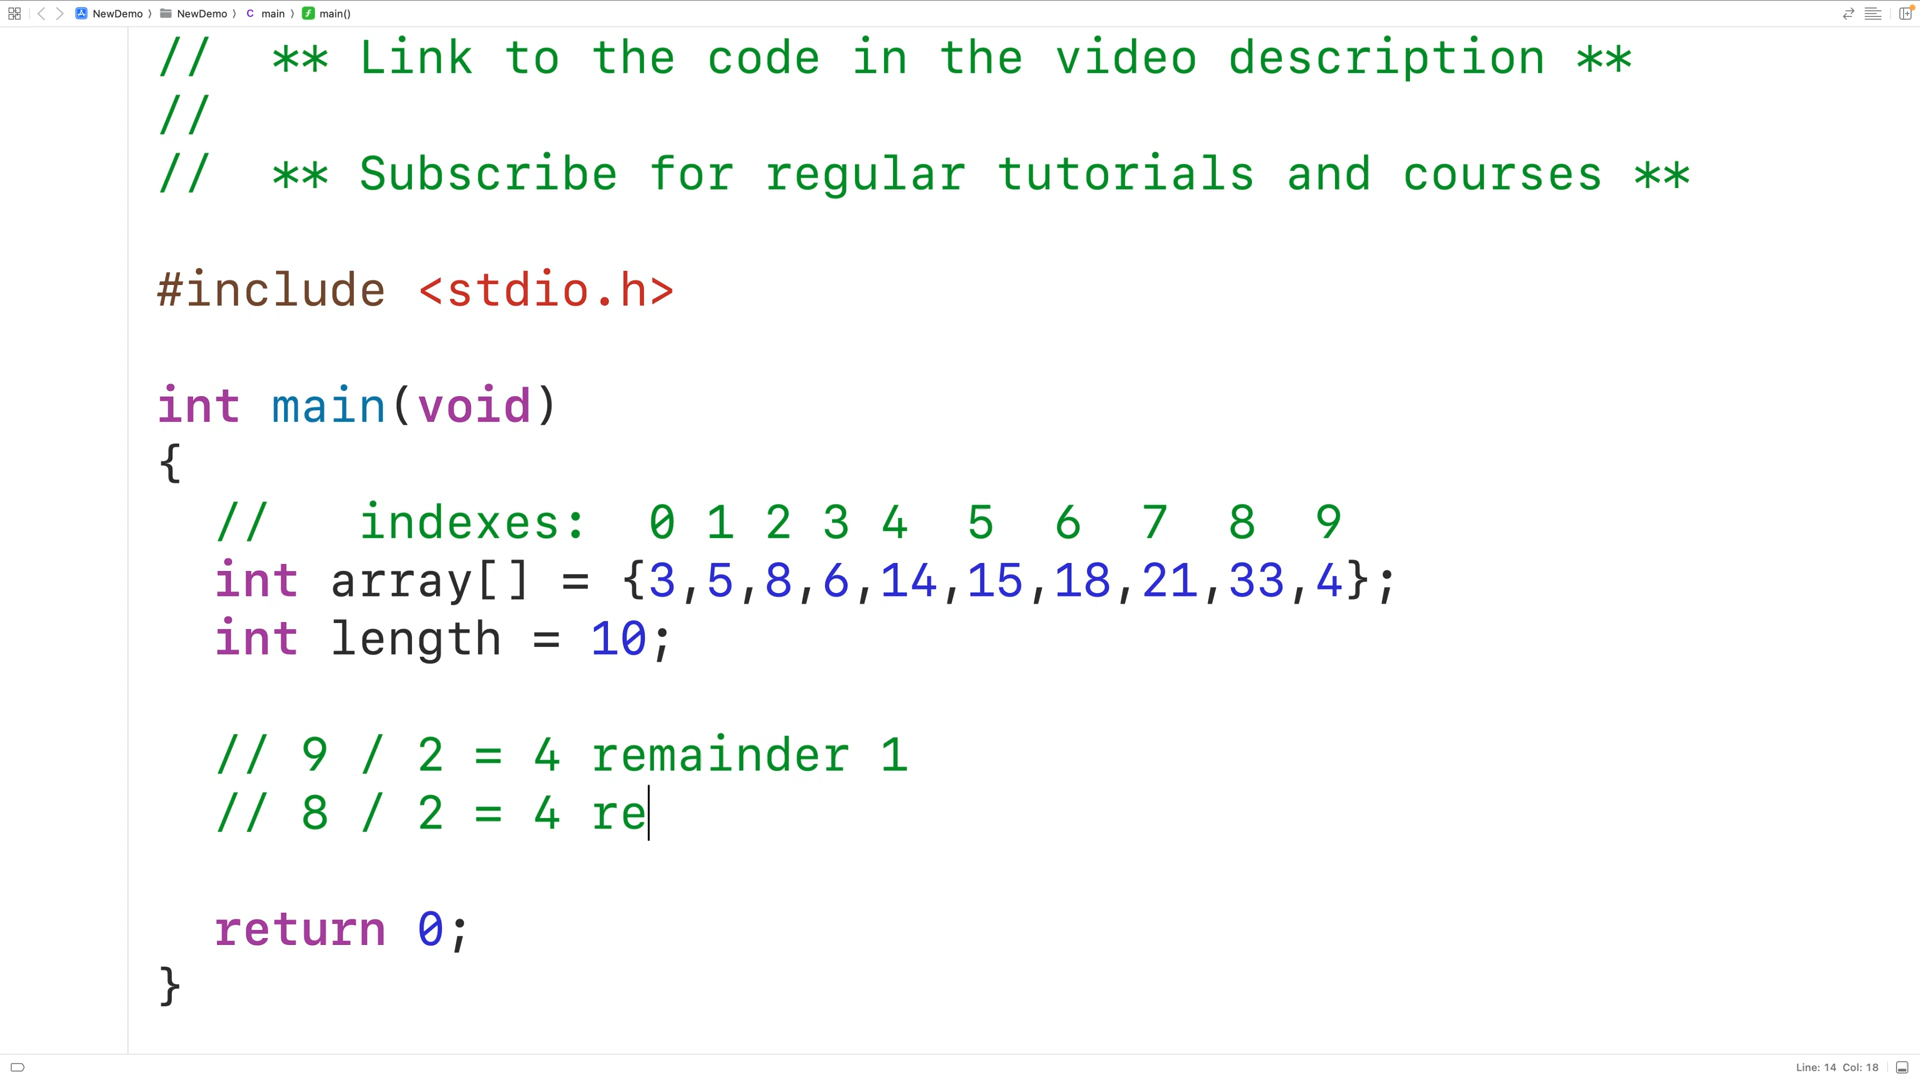 NewDemo 〉 NewDemo 〉 C main 〉 f main()
//  ** Link to the code in the video description **
//
//  ** Subscribe for regular tutorials and courses **
#include <stdio.h>
int main(void)
{
  //   indexes:  0 1 2 3 4  5  6  7  8  9
  int array[] = {3,5,8,6,14,15,18,21,33,4};
  int length = 10;
  // 9 / 2 = 4 remainder 1
  // 8 / 2 = 4 re
  return 0;
}
Line: 14 Col: 18